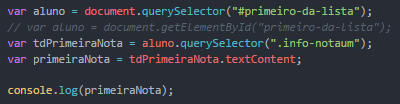 var aluno = document.querySelector("#primeiro-da-lista");
// var aluno = document.getElementById("primeiro-da-lista");
var tdPrimeiraNota = aluno.querySelector(".info-notaum");
var primeiraNota = tdPrimeiraNota.textContent;
console.log(primeiraNota);